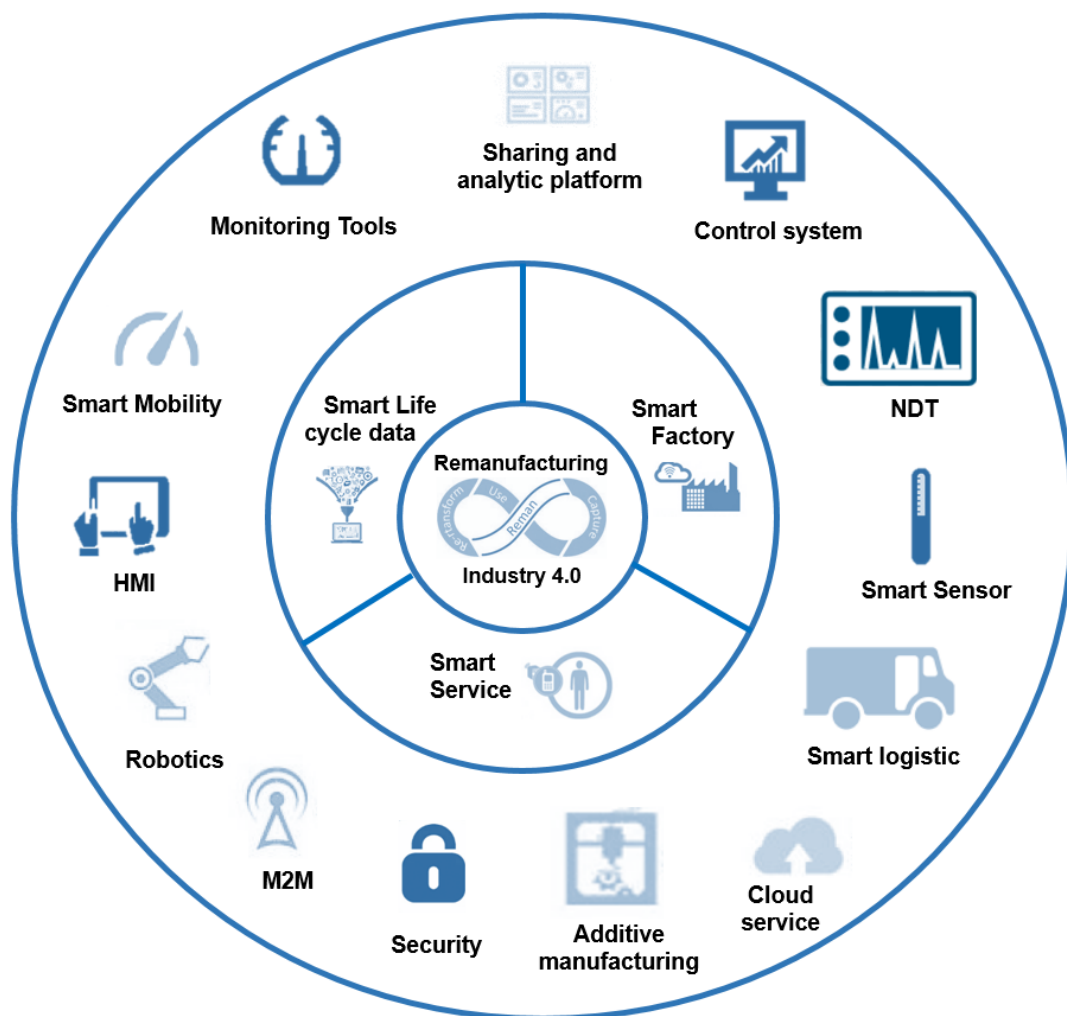 Sharing and
analytic platform
Monitoring Tools
Control system
Smart Mobility
NDT
Smart Life
cycle data
Smart
Factory
Remanufacturing
Re-rtansform
Use
Reman
Capture
Industry 4.0
HMI
Smart Sensor
Smart
Service
Robotics
Smart logistic
M2M
Security
Additive
manufacturing
Cloud
service